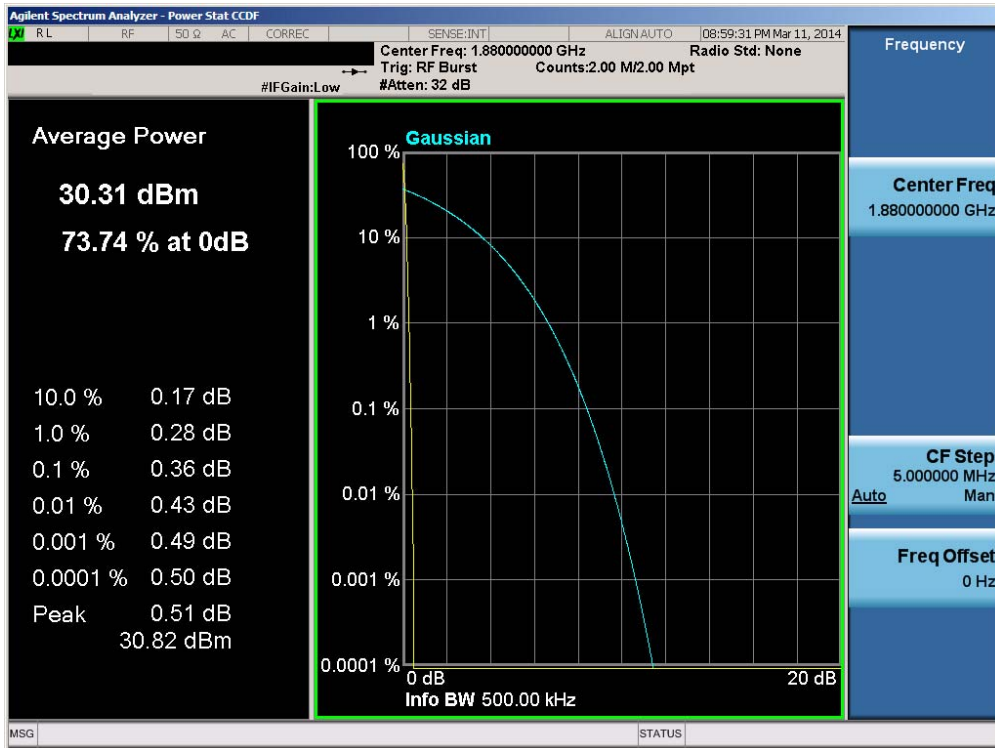 Agilent Spectrum Analyzer - Power Stat CCDF
LXI RL RF 50 Ω AC CORREC SENSE:INT ALIGN AUTO 08:59:31 PM Mar 11, 2014
Center Freq: 1.880000000 GHz Radio Std: None
Trig: RF Burst Counts:2.00 M/2.00 Mpt
#IFGain:Low #Atten: 32 dB
Frequency
Average Power
30.31 dBm
73.74 % at 0dB
10.0 % 0.17 dB
1.0 % 0.28 dB
0.1 % 0.36 dB
0.01 % 0.43 dB
0.001 % 0.49 dB
0.0001 % 0.50 dB
Peak 0.51 dB
30.82 dBm
Gaussian
100 %
10 %
1 %
0.1 %
0.01 %
0.001 %
0.0001 %
0 dB 20 dB
Info BW 500.00 kHz
Center Freq
1.880000000 GHz
CF Step
5.000000 MHz
Auto Man
Freq Offset
0 Hz
MSG STATUS